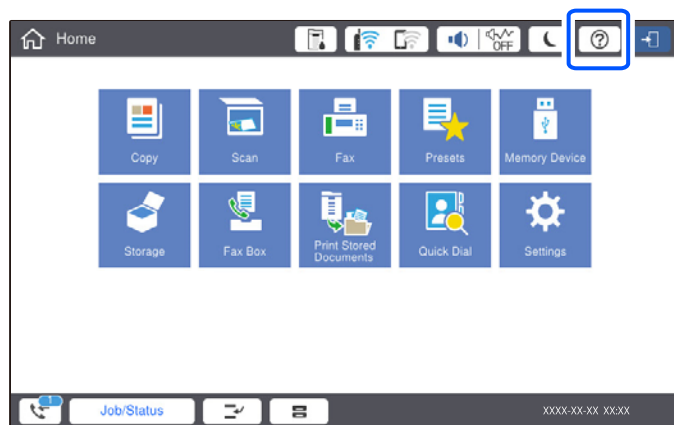 Home
OFF
?
Copy
Scan
Fax
Presets
Memory Device
Storage
Fax Box
Print Stored
Documents
Quick Dial
Settings
1
Job/Status
XXXX-XX-XX XX:XX